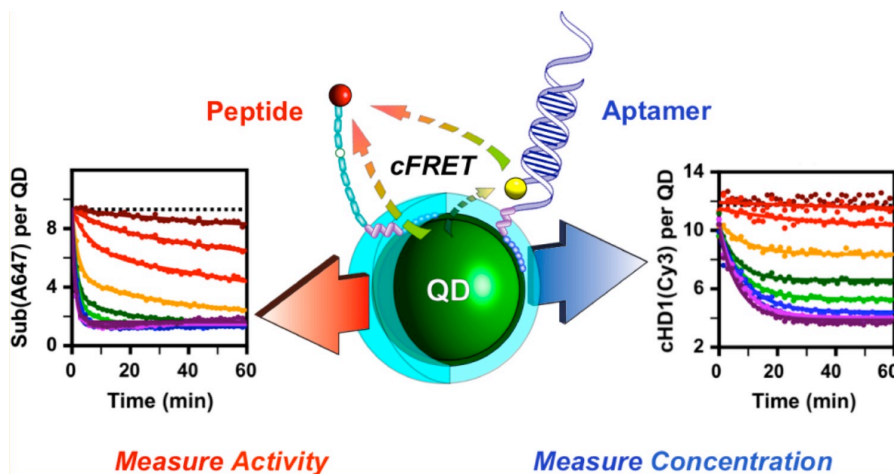 Peptide
Aptamer
cFRET
QD
Sub(A647) per QD
8
4
0
0 20 40 60
Time (min)
cHD1(Cy3) per QD
14
10
6
2
0 20 40 60
Time (min)
Measure Activity
Measure Concentration